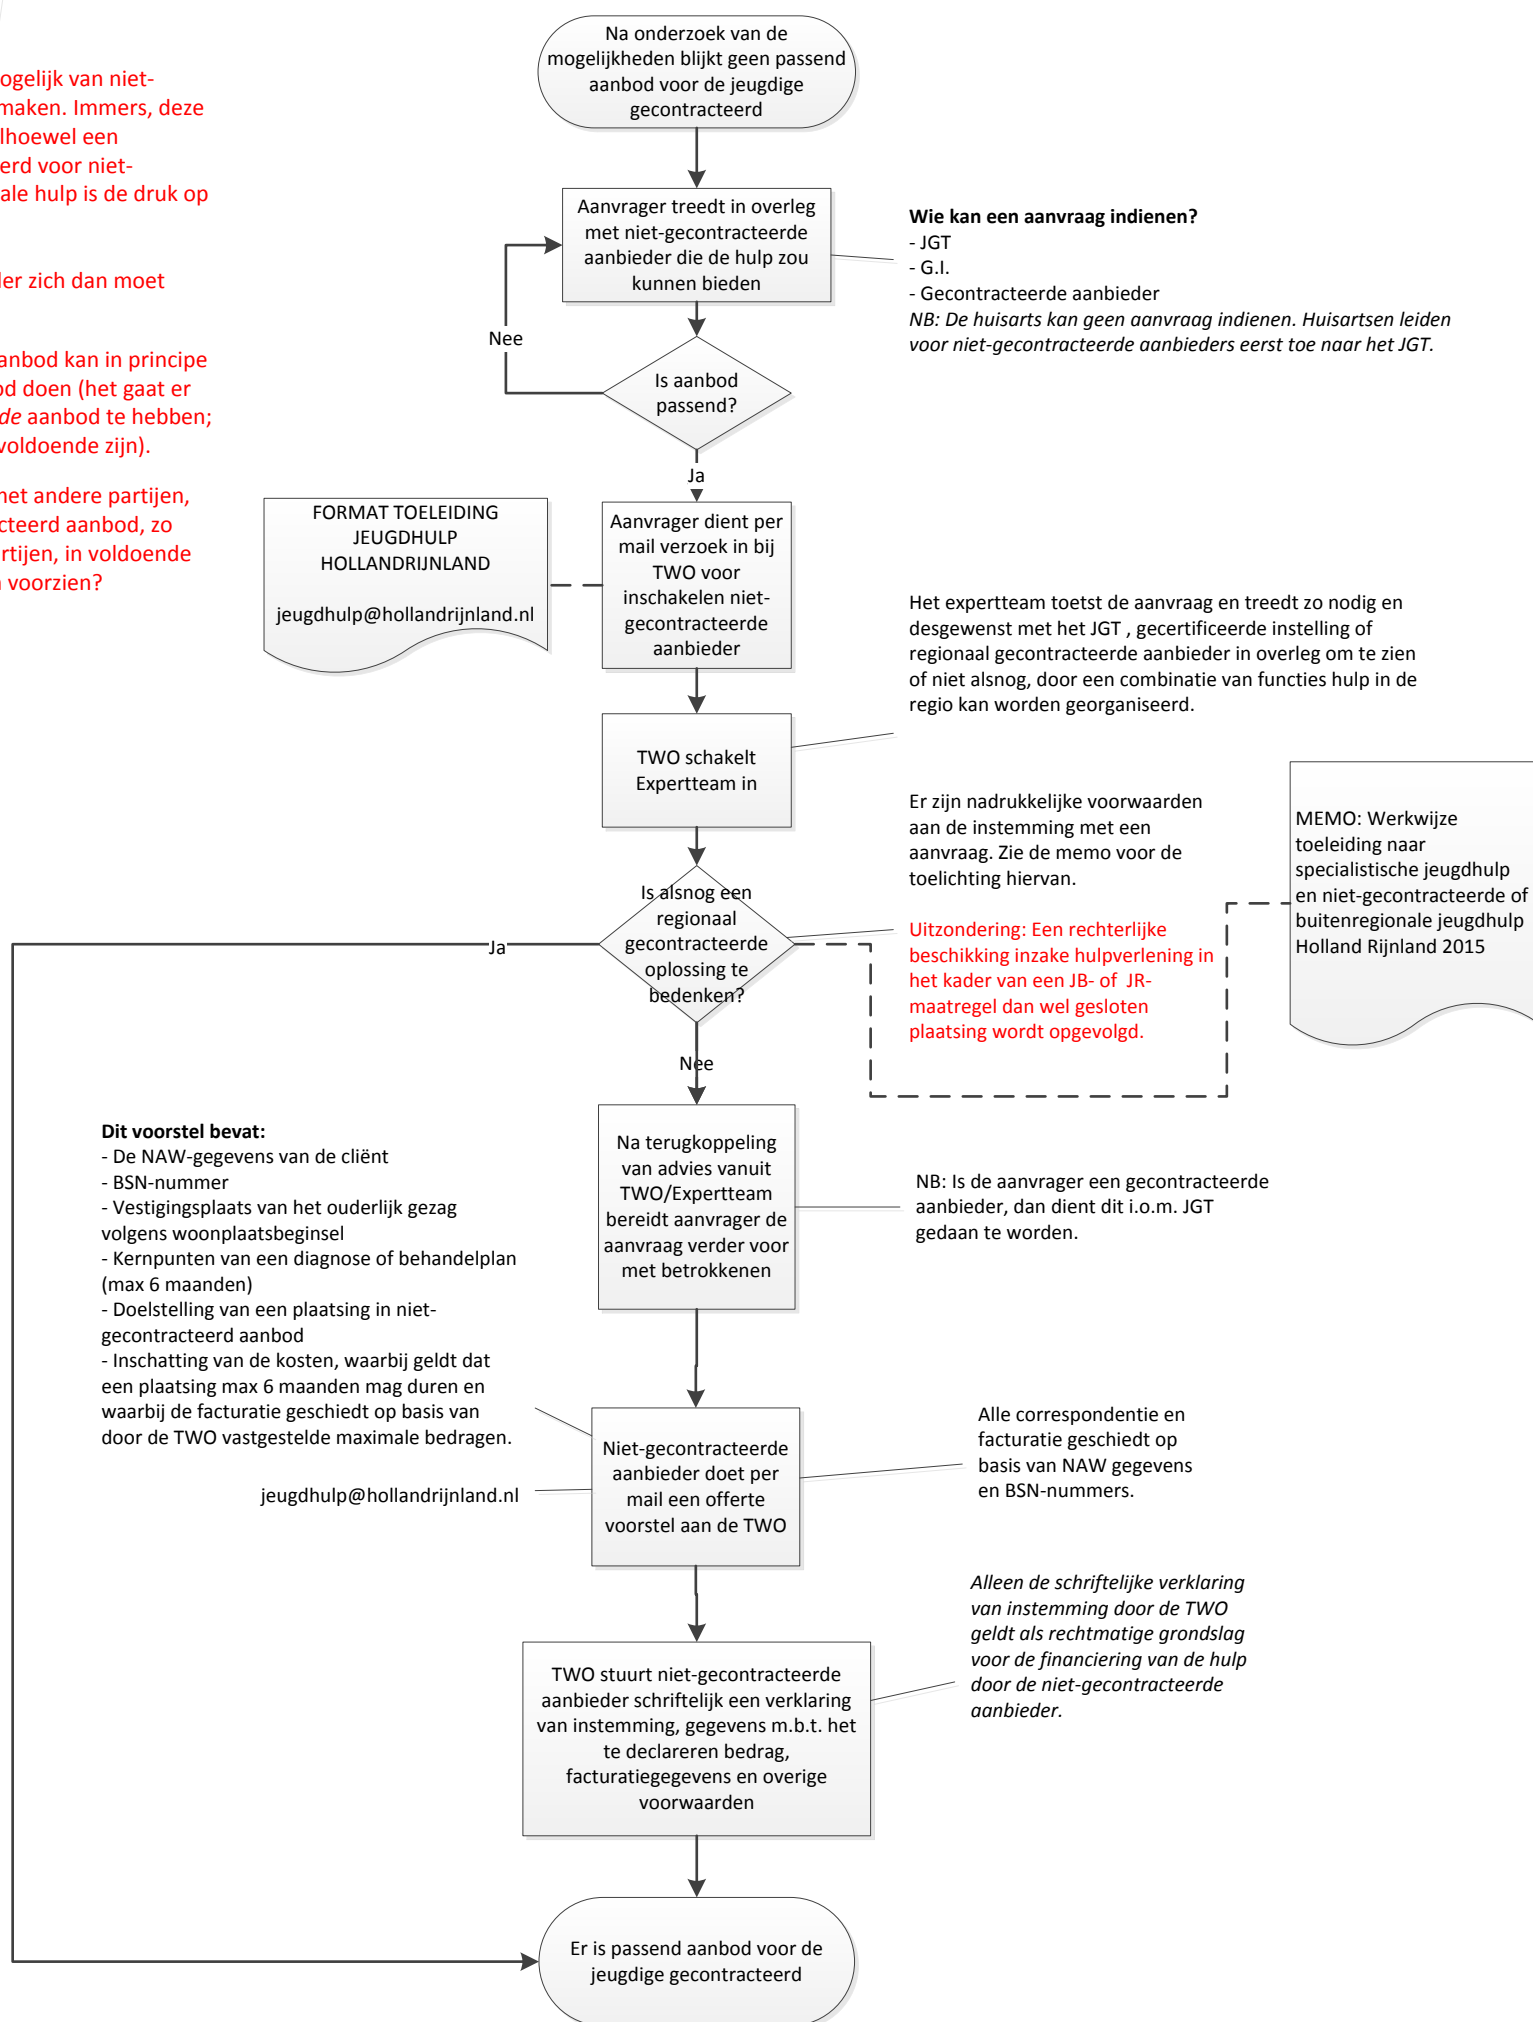 Na onderzoek van de
mogelijkheden blijkt geen passend
aanbod voor de jeugdige
gecontracteerd
ogelijk van niet-
maken. Immers, deze
lhoewel een
erd voor niet-
ale hulp is de druk op
ler zich dan moet
anbod kan in principe
od doen (het gaat er
de aanbod te hebben;
voldoende zijn).
net andere partijen,
cteerd aanbod, zo
rtijen, in voldoende
n voorzien?
Aanvrager treedt in overleg
met niet-gecontracteerde
aanbieder die de hulp zou
kunnen bieden
Wie kan een aanvraag indienen?
- JGT
- G.I.
- Gecontracteerde aanbieder
NB: De huisarts kan geen aanvraag indienen. Huisartsen leiden
voor niet-gecontracteerde aanbieders eerst toe naar het JGT.
Nee
Is aanbod
passend?
Ja
FORMAT TOELEIDING
JEUGDHULP
HOLLANDRIJNLAND
jeugdhulp@hollandrijnland.nl
Aanvrager dient per
mail verzoek in bij
TWO voor
inschakelen niet-
gecontracteerde
aanbieder
Het expertteam toetst de aanvraag en treedt zo nodig en
desgewenst met het JGT , gecertificeerde instelling of
regionaal gecontracteerde aanbieder in overleg om te zien
of niet alsnog, door een combinatie van functies hulp in de
regio kan worden georganiseerd.
TWO schakelt
Expertteam in
Er zijn nadrukkelijke voorwaarden
aan de instemming met een
aanvraag. Zie de memo voor de
toelichting hiervan.
MEMO: Werkwijze
toeleiding naar
specialistische jeugdhulp
en niet-gecontracteerde of
buitenregionale jeugdhulp
Holland Rijnland 2015
Is alsnog een
regionaal
gecontracteerde
oplossing te
bedenken?
Ja
Uitzondering: Een rechterlijke
beschikking inzake hulpverlening in
het kader van een JB- of  JR-
maatregel dan wel gesloten
plaatsing wordt opgevolgd.
Nee
Na terugkoppeling
van advies vanuit
TWO/Expertteam
bereidt aanvrager de
aanvraag verder voor
met betrokkenen
NB: Is de aanvrager een gecontracteerde
aanbieder, dan dient dit i.o.m. JGT
gedaan te worden.
Dit voorstel bevat:
- De NAW-gegevens van de cliënt
- BSN-nummer
- Vestigingsplaats van het ouderlijk gezag
volgens woonplaatsbeginsel
- Kernpunten van een diagnose of behandelplan
(max 6 maanden)
- Doelstelling van een plaatsing in niet-
gecontracteerd aanbod
- Inschatting van de kosten, waarbij geldt dat
een plaatsing max 6 maanden mag duren en
waarbij de facturatie geschiedt op basis van
door de TWO vastgestelde maximale bedragen.
jeugdhulp@hollandrijnland.nl
Niet-gecontracteerde
aanbieder doet per
mail een offerte
voorstel aan de TWO
Alle correspondentie en
facturatie geschiedt op
basis van NAW gegevens
en BSN-nummers.
TWO stuurt niet-gecontracteerde
aanbieder schriftelijk een verklaring
van instemming, gegevens m.b.t. het
te declareren bedrag,
facturatiegegevens en overige
voorwaarden
Alleen de schriftelijke verklaring
van instemming door de TWO
geldt als rechtmatige grondslag
voor de financiering van de hulp
door de niet-gecontracteerde
aanbieder.
Er is passend aanbod voor de
jeugdige gecontracteerd